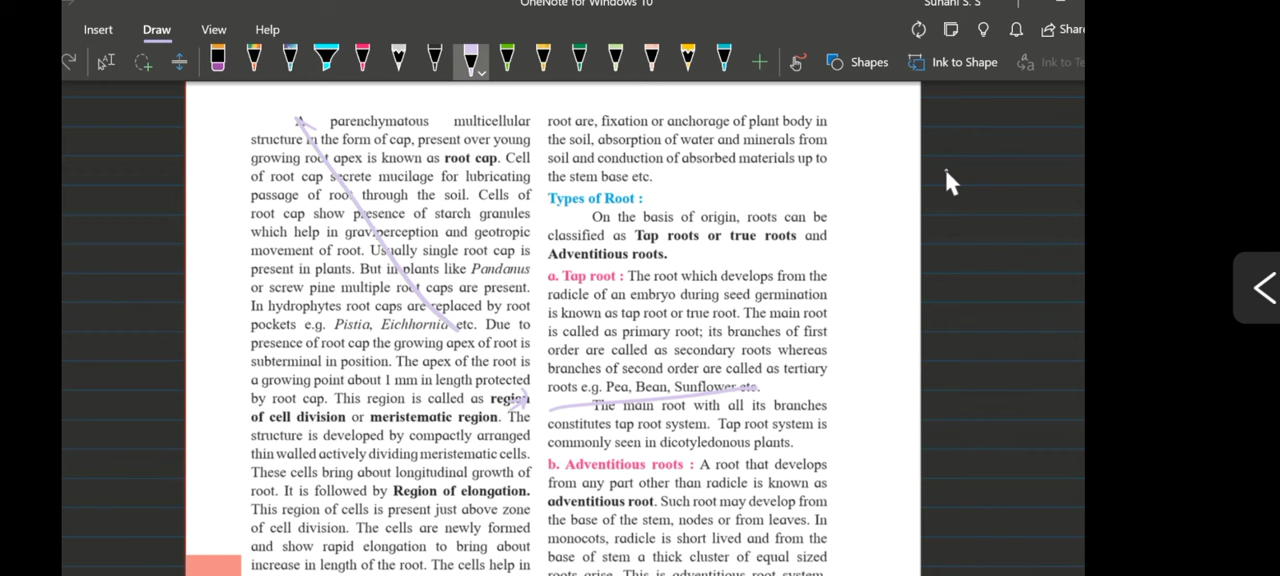 OneNote for Windows 10
Suhani S. S
Insert Draw View Help
Share
Shapes Ink to Shape Ink to Te
A parenchymatous multicellular
structure in the form of cap, present over young
growing root apex is known as root cap. Cell
of root cap secrete mucilage for lubricating
passage of root through the soil. Cells of
root cap show presence of starch granules
which help in graviperception and geotropic
movement of root. Usually single root cap is
present in plants. But in plants like Pandanus
or screw pine multiple root caps are present.
In hydrophytes root caps are replaced by root
pockets e.g. Pistia, Eichhornia etc. Due to
presence of root cap the growing apex of root is
subterminal in position. The apex of the root is
a growing point about 1 mm in length protected
by root cap. This region is called as region
of cell division or meristematic region. The
structure is developed by compactly arranged
thin walled actively dividing meristematic cells.
These cells bring about longitudinal growth of
root. It is followed by Region of elongation.
This region of cells is present just above zone
of cell division. The cells are newly formed
and show rapid elongation to bring about
increase in length of the root. The cells help in
root are, fixation or anchorage of plant body in
the soil, absorption of water and minerals from
soil and conduction of absorbed materials up to
the stem base etc.
Types of Root :
On the basis of origin, roots can be
classified as Tap roots or true roots and
Adventitious roots.
a. Tap root : The root which develops from the
radicle of an embryo during seed germination
is known as tap root or true root. The main root
is called as primary root; its branches of first
order are called as secondary roots whereas
branches of second order are called as tertiary
roots e.g. Pea, Bean, Sunflower etc.
The main root with all its branches
constitutes tap root system. Tap root system is
commonly seen in dicotyledonous plants.
b. Adventitious roots : A root that develops
from any part other than radicle is known as
adventitious root. Such root may develop from
the base of the stem, nodes or from leaves. In
monocots, radicle is short lived and from the
base of stem a thick cluster of equal sized
roots arise. This is adventitious root system.